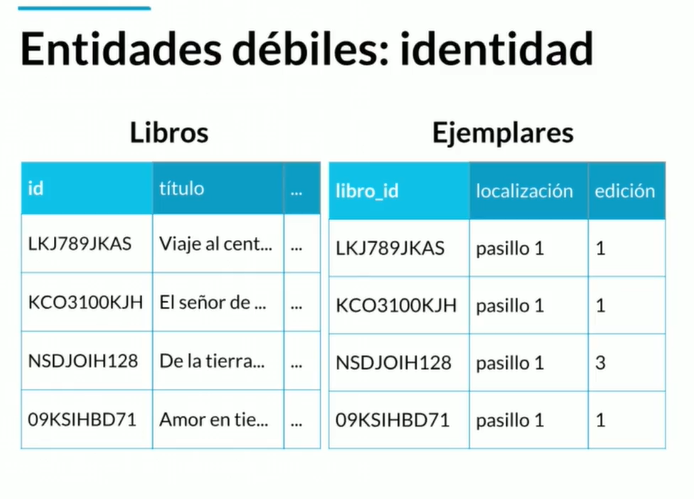 Entidades débiles: identidad
Libros
id título ...
LKJ789JKAS Viaje al cent... ...
KCO3100KJH El señor de ... ...
NSDJOIH128 De la tierra... ...
09KSIHBD71 Amor en tie... ...
Ejemplares
libro_id localización edición
LKJ789JKAS pasillo 1 1
KCO3100KJH pasillo 1 1
NSDJOIH128 pasillo 1 3
09KSIHBD71 pasillo 1 1